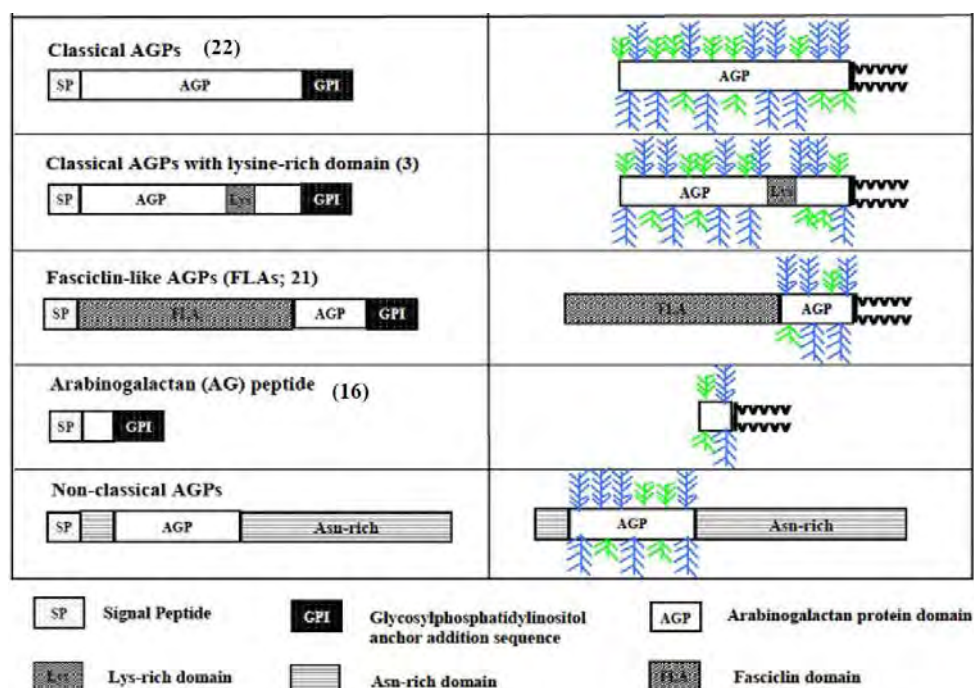 Classical AGPs (22)
SP AGP GPI
AGP
Classical AGPs with lysine-rich domain (3)
SP AGP Lys GPI
AGP Lys
Fasciclin-like AGPs (FLAs; 21)
SP FLA AGP GPI
FLA AGP
Arabinogalactan (AG) peptide (16)
SP GPI
Non-classical AGPs
SP AGP Asn-rich
AGP Asn-rich
SP Signal Peptide
GPI Glycosylphosphatidylinositol
anchor addition sequence
AGP Arabinogalactan protein domain
Lys Lys-rich domain
Asn-rich domain
FLA Fasciclin domain